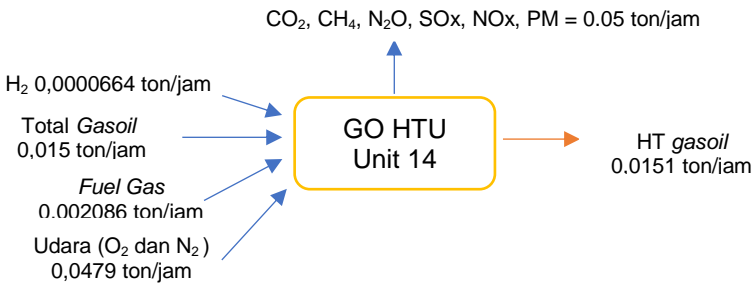 CO₂, CH₄, N₂O, SOx, NOx, PM = 0.05 ton/jam
H₂ 0,0000664 ton/jam
Total Gasoil
0,015 ton/jam
Fuel Gas
0.002086 ton/jam
Udara (O₂ dan N₂ )
0,0479 ton/jam
GO HTU
Unit 14
HT gasoil
0.0151 ton/jam